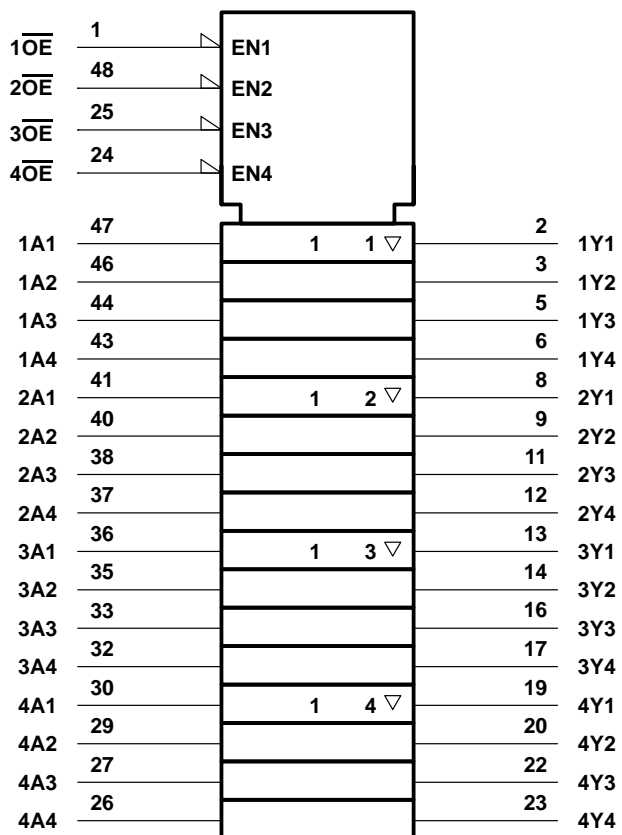 1O̅E̅ 1 EN1
2O̅E̅ 48 EN2
3O̅E̅ 25 EN3
4O̅E̅ 24 EN4
1A1 47 1 1 ▽ 2 1Y1
1A2 46 3 1Y2
1A3 44 5 1Y3
1A4 43 6 1Y4
2A1 41 1 2 ▽ 8 2Y1
2A2 40 9 2Y2
2A3 38 11 2Y3
2A4 37 12 2Y4
3A1 36 1 3 ▽ 13 3Y1
3A2 35 14 3Y2
3A3 33 16 3Y3
3A4 32 17 3Y4
4A1 30 1 4 ▽ 19 4Y1
4A2 29 20 4Y2
4A3 27 22 4Y3
4A4 26 23 4Y4